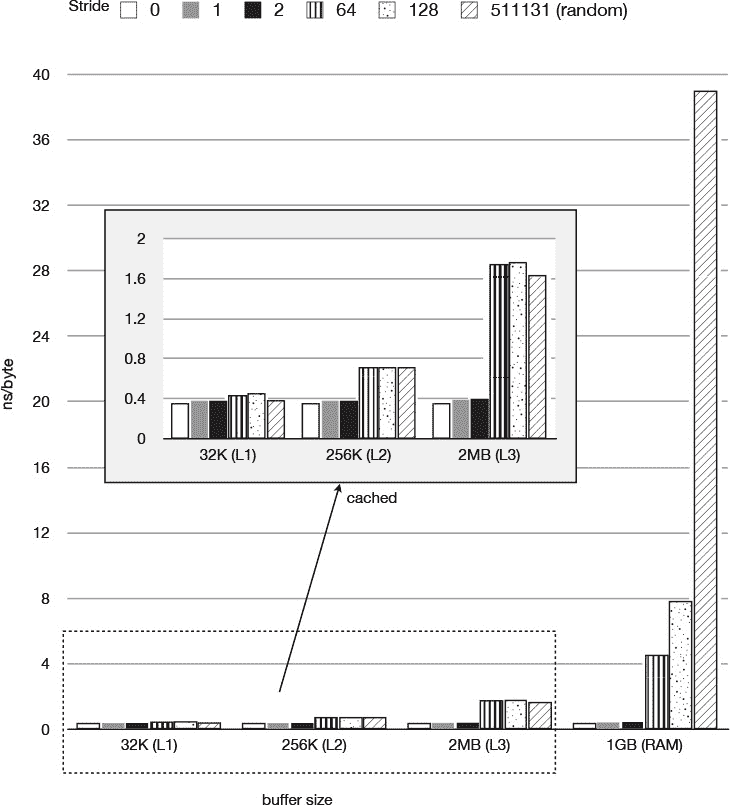 Stride 0 1 2 64 128 511131 (random)
40
36
32
28
24
20
16
12
8
4
0
ns/byte
2
1.6
1.2
0.8
0.4
0
32K (L1) 256K (L2) 2MB (L3)
cached
32K (L1) 256K (L2) 2MB (L3) 1GB (RAM)
buffer size